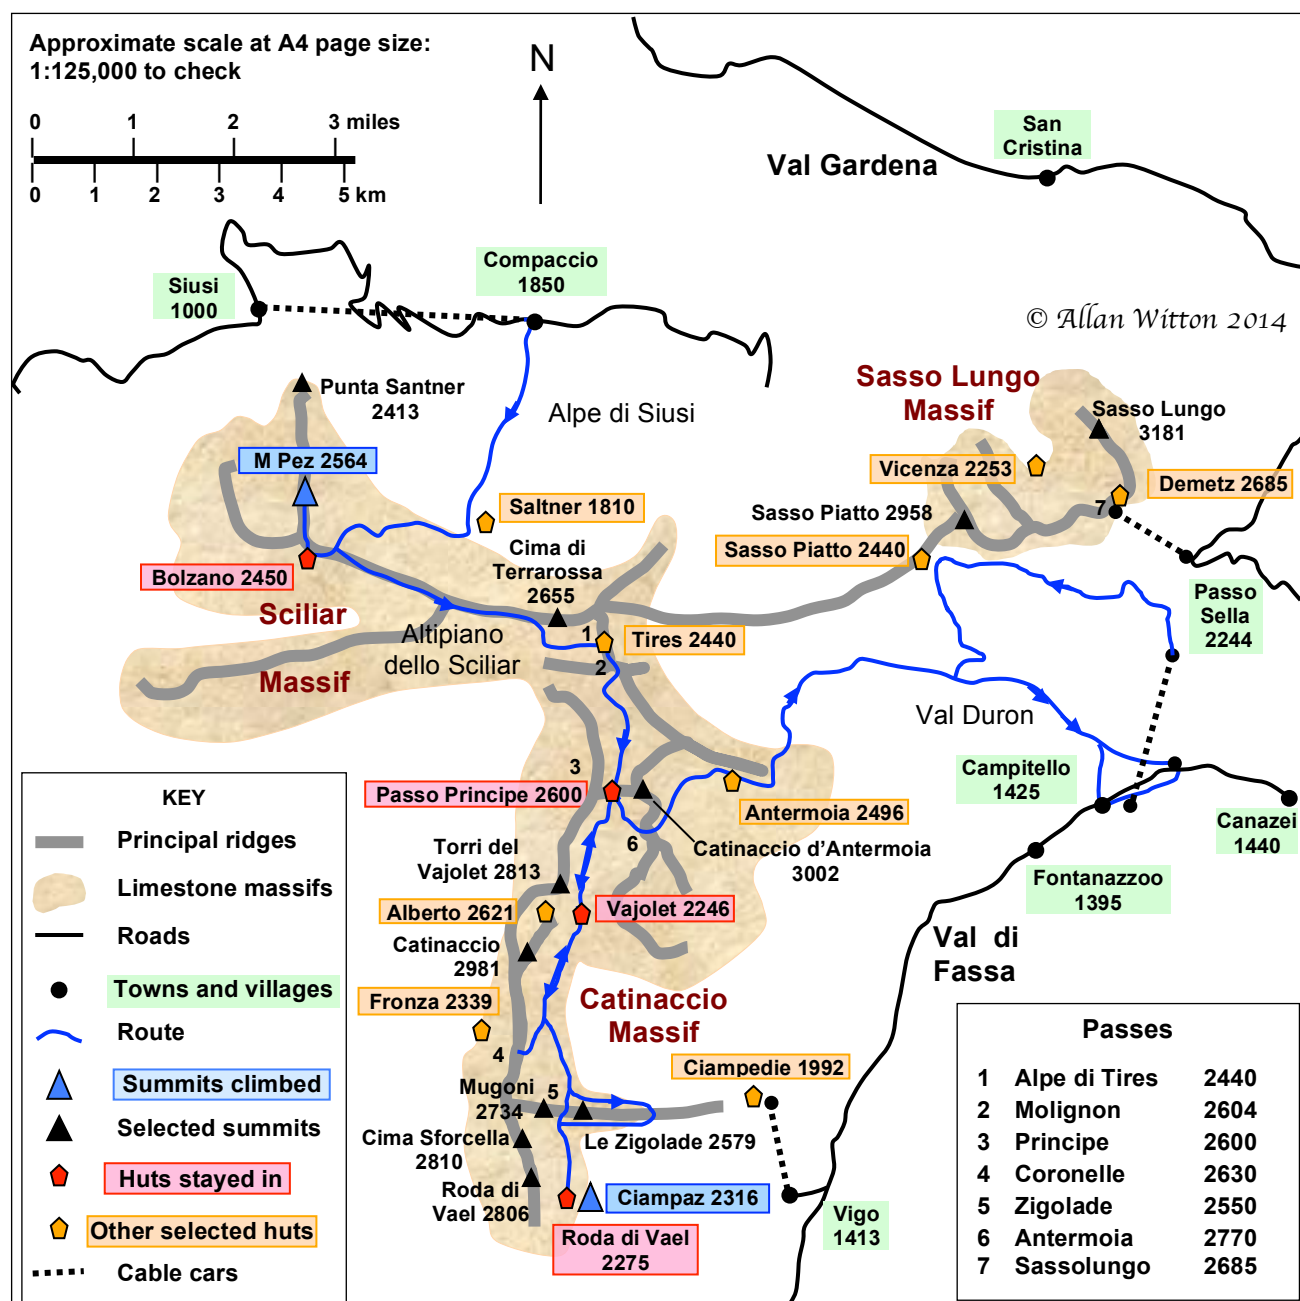 Approximate scale at A4 page size:
1:125,000 to check
0 1 2 3 miles
0 1 2 3 4 5 km
N
San
Cristina
Val Gardena
Siusi
1000
Compaccio
1850
© Allan Witton 2014
Punta Santner
2413
Alpe di Siusi
Sasso Lungo
Massif
Sasso Lungo
3181
M Pez 2564
Vicenza 2253
Demetz 2685
7
Saltner 1810
Sasso Piatto 2958
Sasso Piatto 2440
Bolzano 2450
Cima di
Terrarossa
2655
Passo
Sella
2244
Sciliar
Massif
Altipiano
dello Sciliar
1
2
Tires 2440
Val Duron
3
Passo Principe 2600
Antermoia 2496
Campitello
1425
Canazei
1440
6
Catinaccio d'Antermoia
3002
Torri del
Vajolet 2813
Fontanazzoo
1395
Alberto 2621
Vajolet 2246
Catinaccio
2981
Val di
Fassa
Fronza 2339
Catinaccio
Massif
4
Ciampedie 1992
Mugoni
2734
5
Le Zigolade 2579
Cima Sforcella
2810
Roda di
Vael 2806
Ciampaz 2316
Roda di Vael
2275
Vigo
1413
KEY
Principal ridges
Limestone massifs
Roads
Towns and villages
Route
Summits climbed
Selected summits
Huts stayed in
Other selected huts
Cable cars
Passes
1 Alpe di Tires 2440
2 Molignon 2604
3 Principe 2600
4 Coronelle 2630
5 Zigolade 2550
6 Antermoia 2770
7 Sassolungo 2685